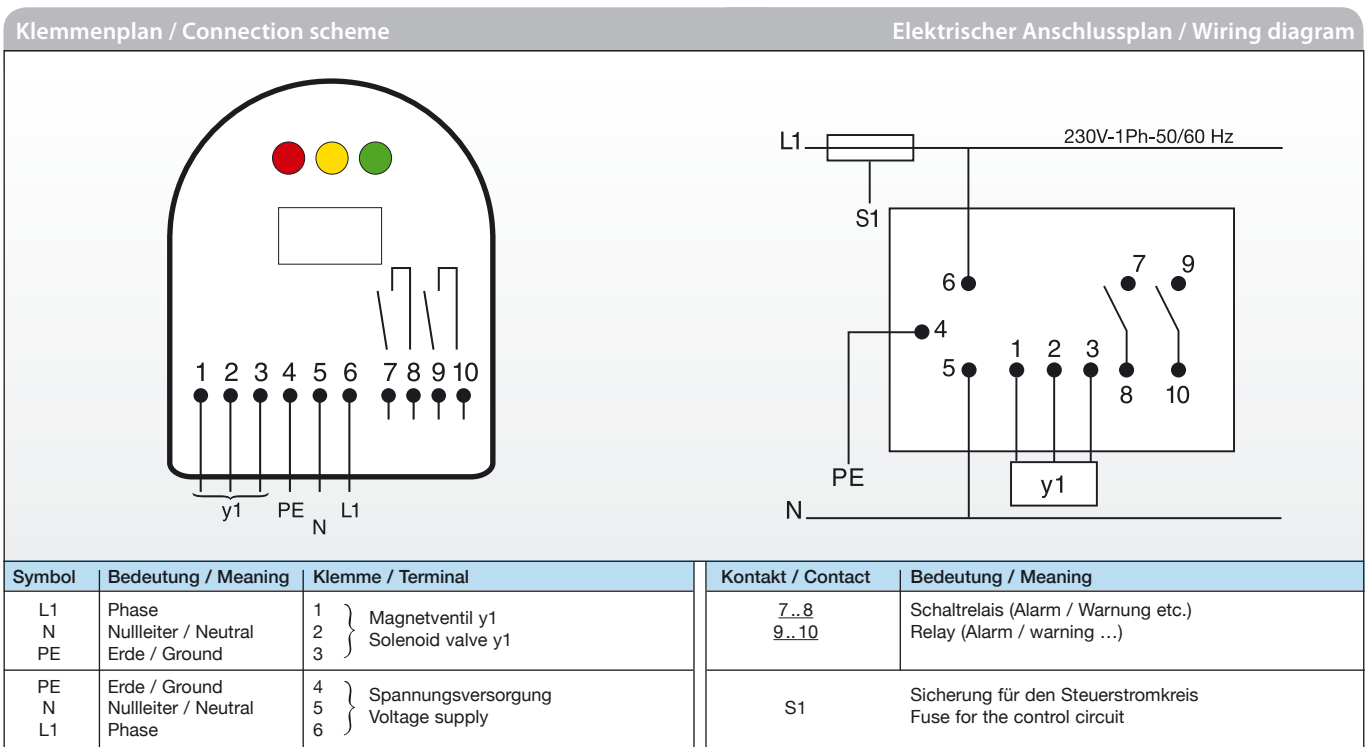 Klemmenplan / Connection scheme
Elektrischer Anschlussplan / Wiring diagram
1 2 3 4 5 6 7 8 9 10
y1 PE N L1
L1 230V-1Ph-50/60 Hz
S1
6 7 9
4
5 1 2 3 8 10
PE
y1
N
Symbol Bedeutung / Meaning Klemme / Terminal
L1 Phase 1 Magnetventil y1
N Nullleiter / Neutral 2 Solenoid valve y1
PE Erde / Ground 3
PE Erde / Ground 4 Spannungsversorgung
N Nullleiter / Neutral 5 Voltage supply
L1 Phase 6
Kontakt / Contact Bedeutung / Meaning
7..8 Schaltrelais (Alarm / Warnung etc.)
9..10 Relay (Alarm / warning …)
S1 Sicherung für den Steuerstromkreis
Fuse for the control circuit